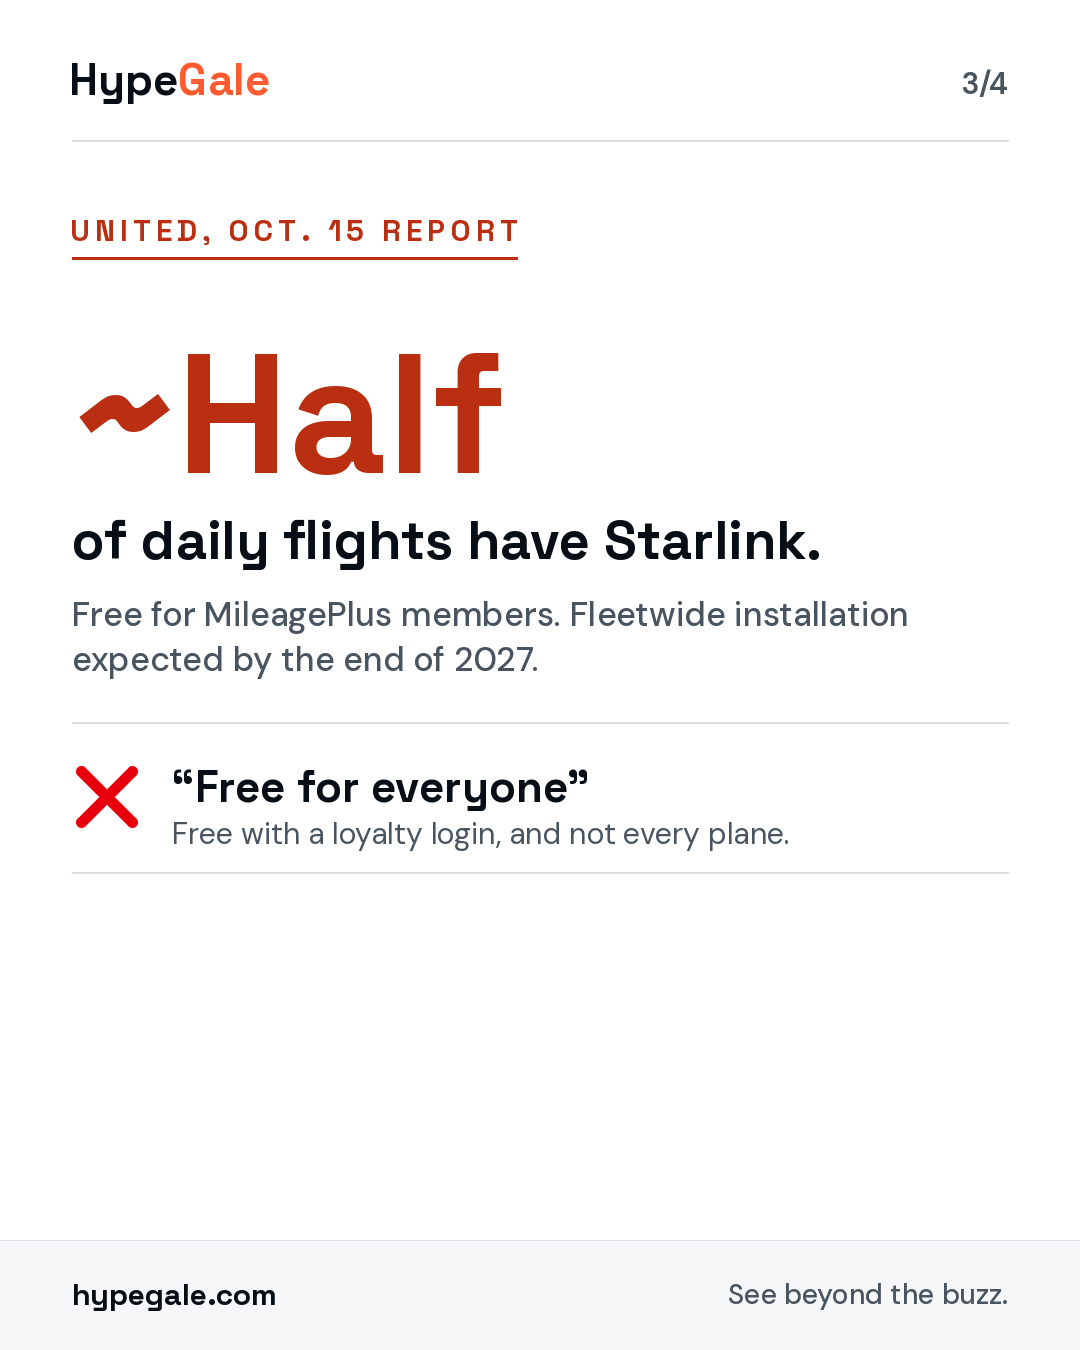 HypeGale
3/4
UNITED, OCT. 15 REPORT
~Half
of daily flights have Starlink.
Free for MileagePlus members. Fleetwide installation
expected by the end of 2027.
“Free for everyone”
Free with a loyalty login, and not every plane.
hypegale.com
See beyond the buzz.